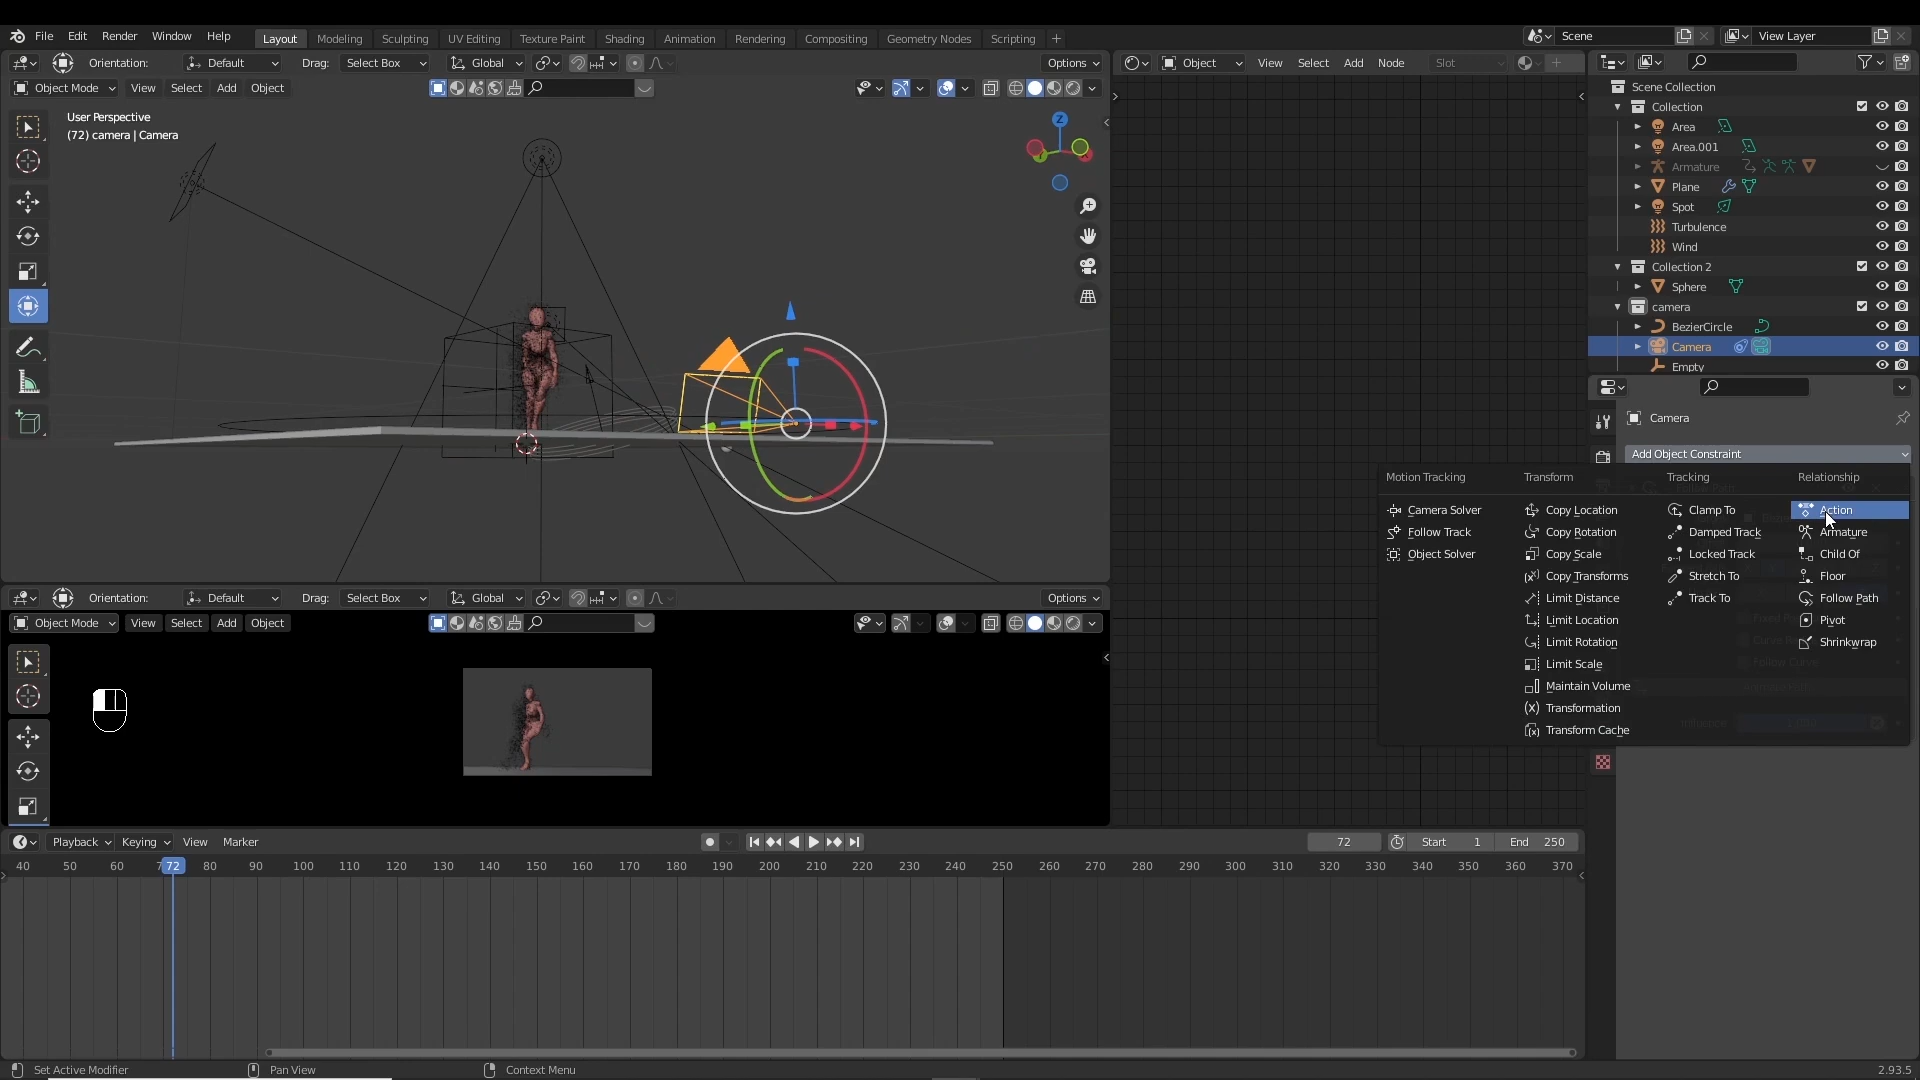 File Edit Render Window Help Layout Modeling Sculpting UV Editing Texture Paint Shading Animation Rendering Compositing Geometry Nodes Scripting Scene View Layer
Orientation: Default Drag: Select Box Global Options
Object View Select Add Node Slot
Object Mode View Select Add Object
User Perspective
(72) camera | Camera
Z
Scene Collection
Collection
Area
Area.001
Armature
Plane
Spot
Turbulence
Wind
Collection 2
Sphere
camera
BezierCircle
Camera
Empty
Camera
Add Object Constraint
Motion Tracking
Camera Solver
Follow Track
Object Solver
Transform
Copy Location
Copy Rotation
Copy Scale
Copy Transforms
Limit Distance
Limit Location
Limit Rotation
Limit Scale
Maintain Volume
Transformation
Transform Cache
Tracking
Clamp To
Damped Track
Locked Track
Stretch To
Track To
Relationship
Action
Armature
Child Of
Floor
Follow Path
Pivot
Shrinkwrap
Orientation: Default Drag: Select Box Global Options
Object Mode View Select Add Object
Playback Keying View Marker 72 Start 1 End 250
40 50 60 7 72 80 90 100 110 120 130 140 150 160 170 180 190 200 210 220 230 240 250 260 270 280 290 300 310 320 330 340 350 360 370
Set Active Modifier Pan View Context Menu 2.93.5